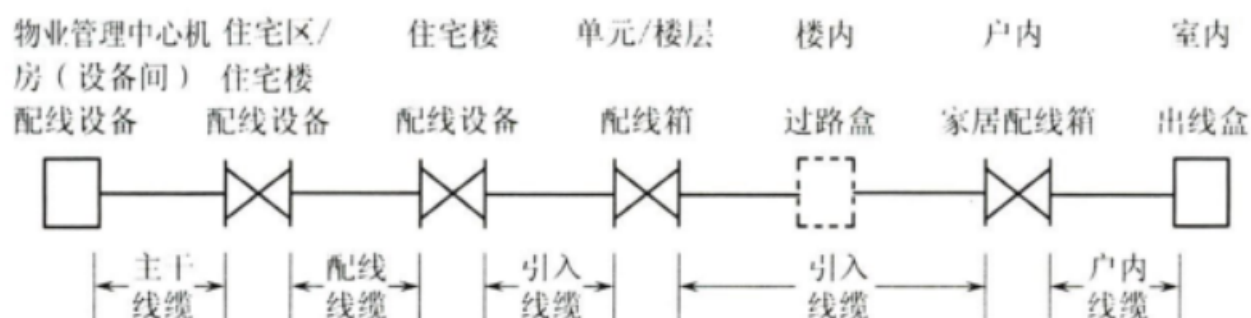 物业管理中心机 住宅区/ 住宅楼 单元/楼层 楼内 户内 室内
房（设备间） 住宅楼
配线设备 配线设备 配线设备 配线箱 过路盒 家居配线箱 出线盒
主干 配线 引入 引入 户内
线缆 线缆 线缆 线缆 线缆